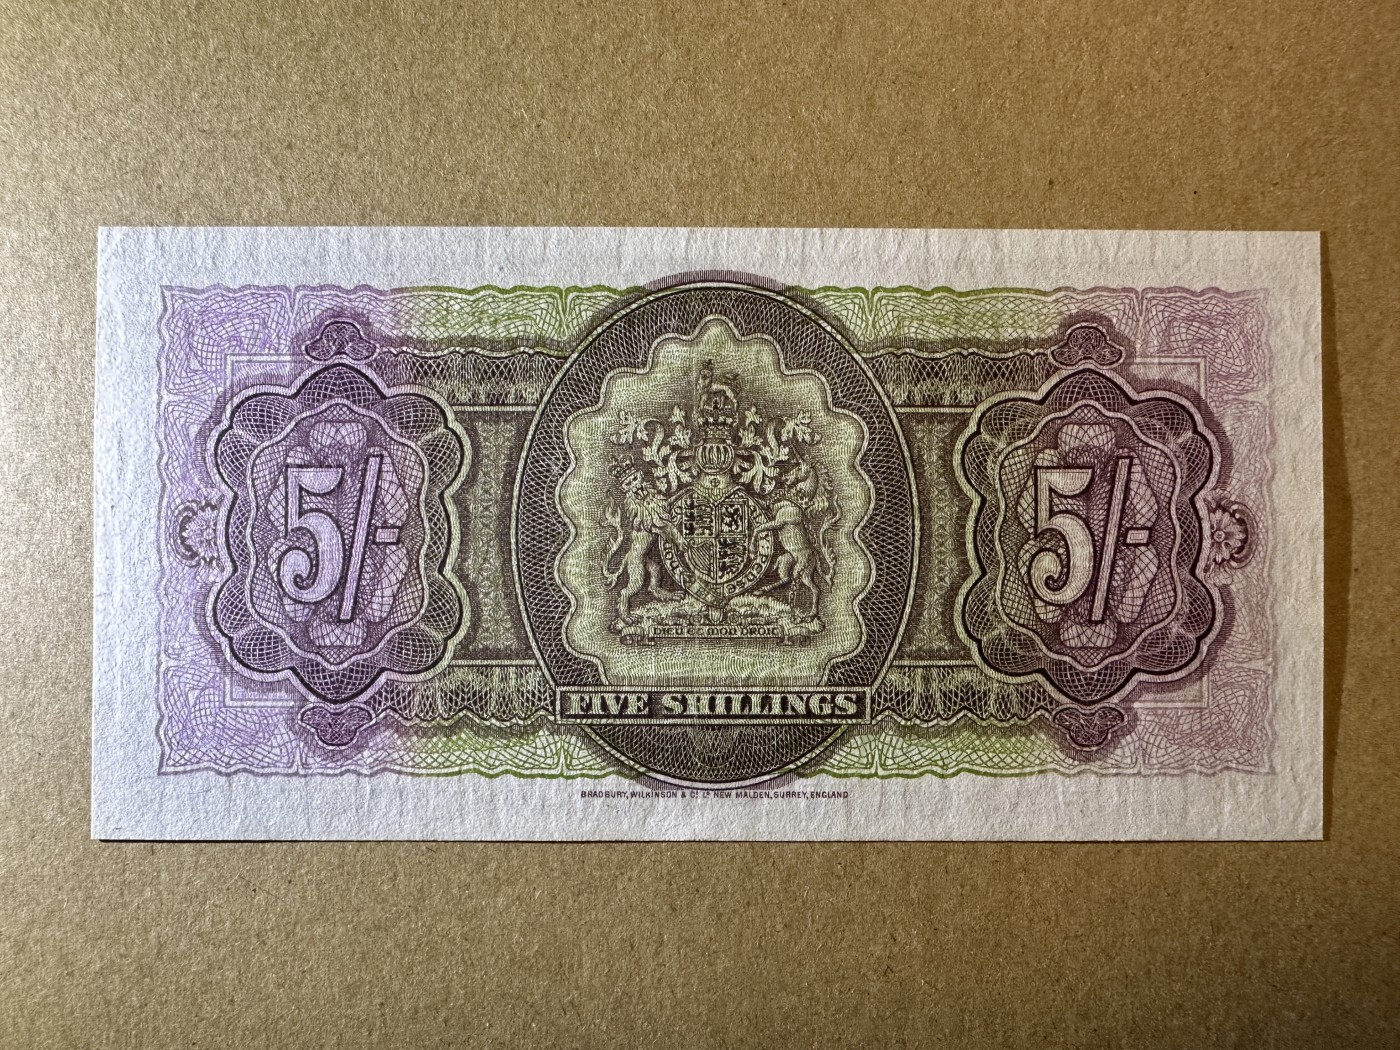 5/-
5/-
DIEU ET MON DROIT
FIVE SHILLINGS
BRADBURY, WILKINSON & Cº. Lᴰ. NEW MALDEN, SURREY, ENGLAND